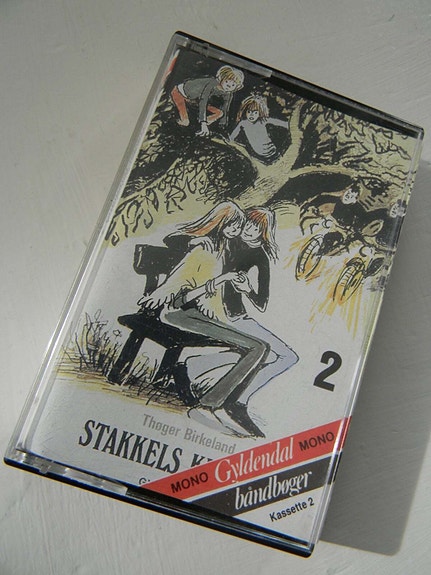 2
Thøger Birkeland
STAKKELS K
MONO Gyldendal MONO
båndbøger
Kassette 2